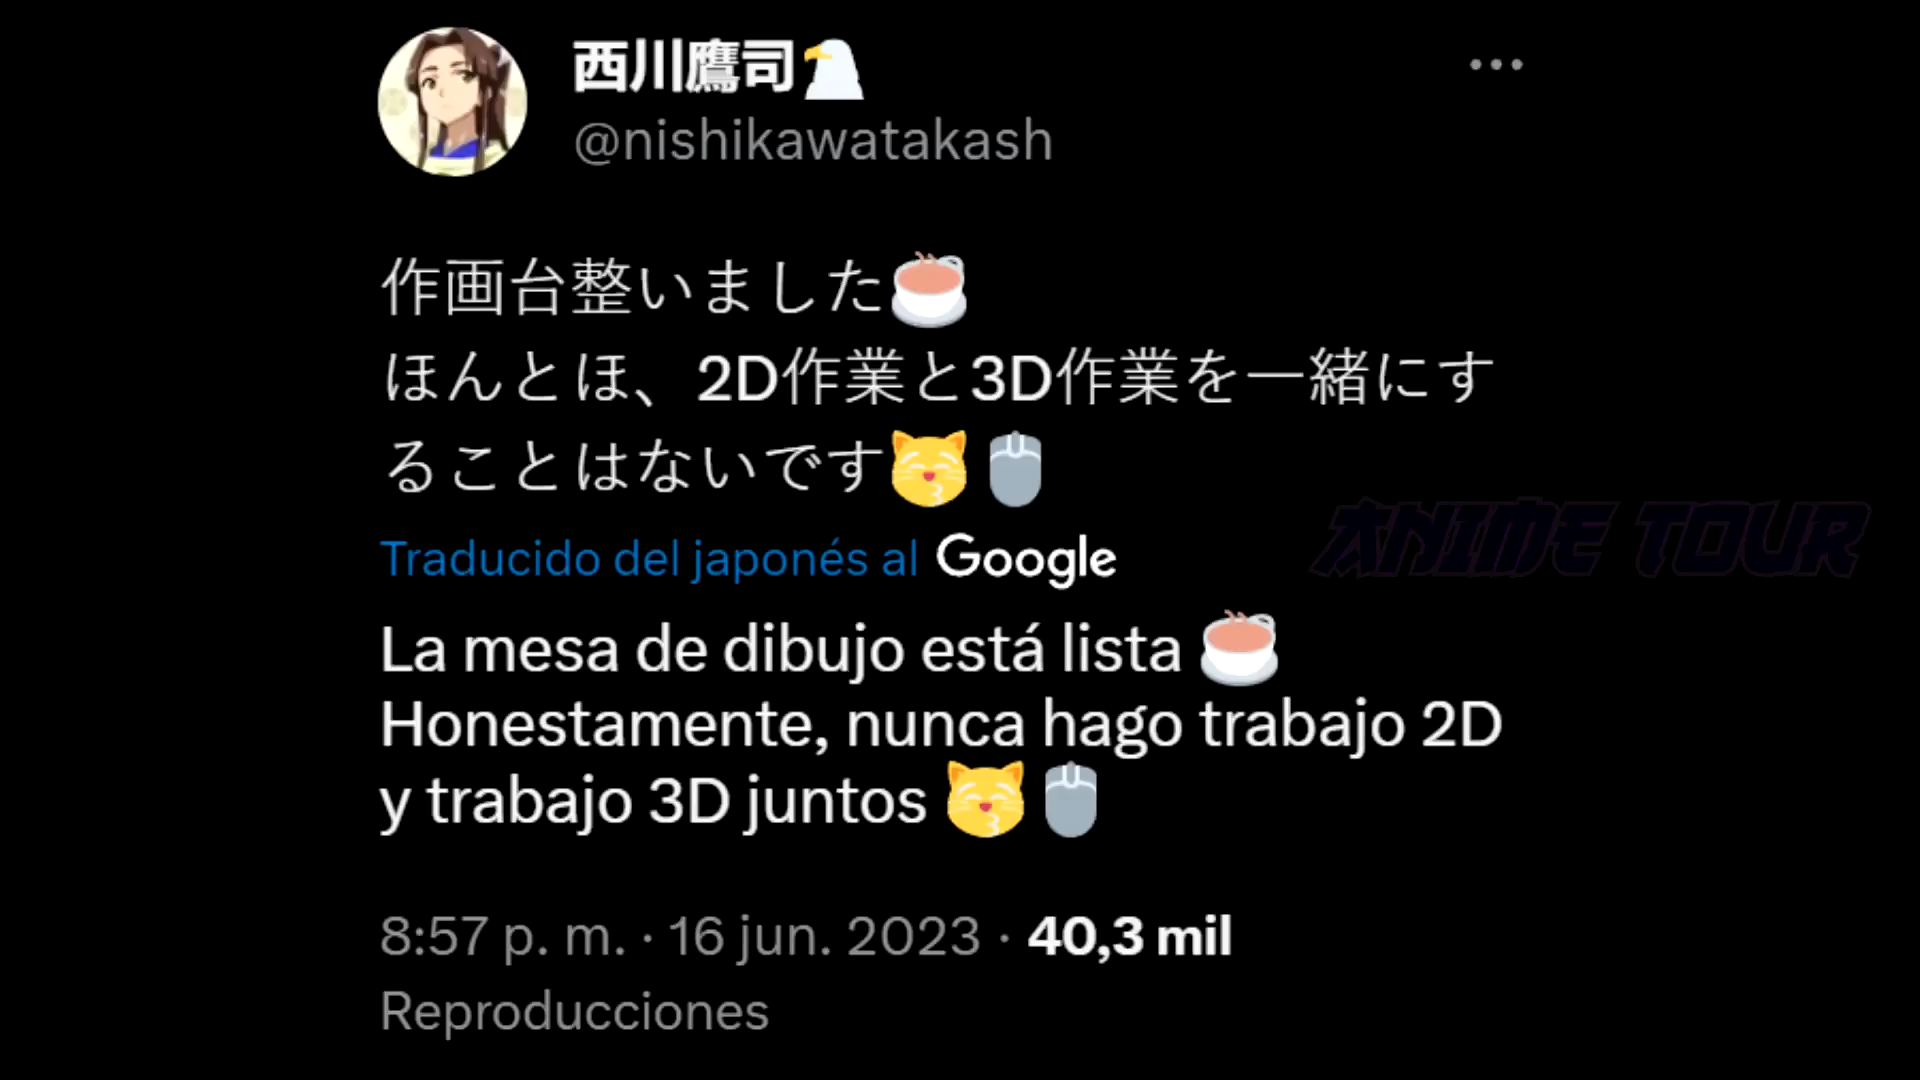 西川鷹司
@nishikawatakash
作画台整いました
ほんとほ、2D作業と3D作業を一緒にす
ることはないです
Traducido del japonés al Google
ANIME TOUR
La mesa de dibujo está lista
Honestamente, nunca hago trabajo 2D
y trabajo 3D juntos
8:57 p. m. · 16 jun. 2023 · 40,3 mil
Reproducciones